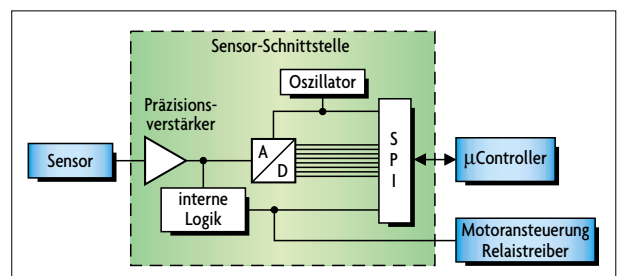 Sensor-Schnittstelle
Oszillator
Präzisions-
verstärker
Sensor
A
D
S
P
I
µController
interne
Logik
Motoransteuerung
Relaistreiber